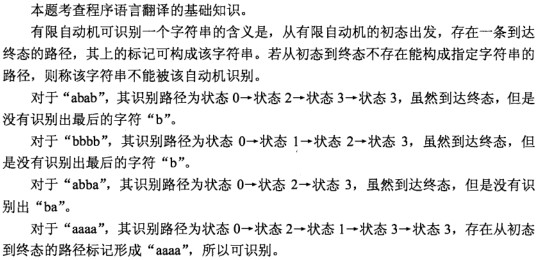 本题考查程序语言翻译的基础知识。
有限自动机可识别一个字符串的含义是，从有限自动机的初态出发，存在一条到达
终态的路径，其上的标记可构成该字符串。若从初态到终态不存在能构成指定字符串的
路径，则称该字符串不能被该自动机识别。
对于“abab”，其识别路径为状态 0→状态 2→状态 3→状态 3，虽然到达终态，但是
没有识别出最后的字符“b”。
对于“bbbb”，其识别路径为状态 0→状态 1→状态 2→状态 3，虽然到达终态，但
是没有识别出最后的字符“b”。
对于“abba”，其识别路径为状态 0→状态 2→状态 3，虽然到达终态，但是没有识
别出“ba”。
对于“aaaa”，其识别路径为状态 0→状态 2→状态 1→状态 3→状态 3，存在从初态
到终态的路径标记形成“aaaa”，所以可识别。